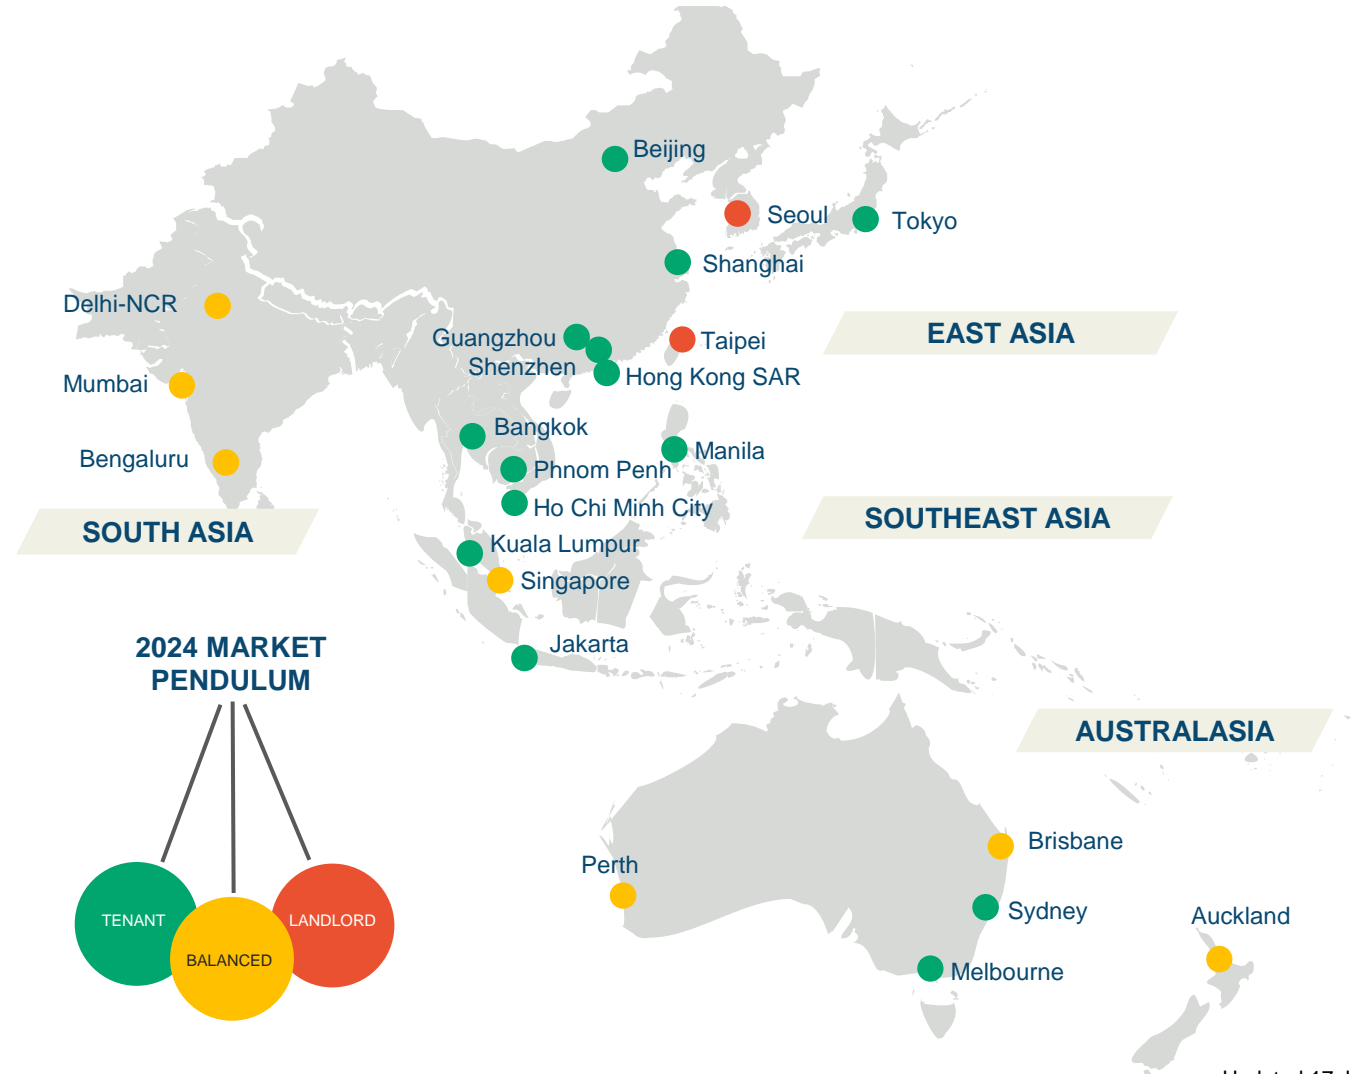 Beijing
Seoul
Tokyo
Shanghai
Delhi-NCR
Guangzhou
Taipei
EAST ASIA
Shenzhen
Hong Kong SAR
Mumbai
Bangkok
Manila
Bengaluru
Phnom Penh
Ho Chi Minh City
SOUTHEAST ASIA
SOUTH ASIA
Kuala Lumpur
Singapore
Jakarta
2024 MARKET
PENDULUM
AUSTRALASIA
Brisbane
Perth
Sydney
Auckland
Melbourne
TENANT
LANDLORD
BALANCED